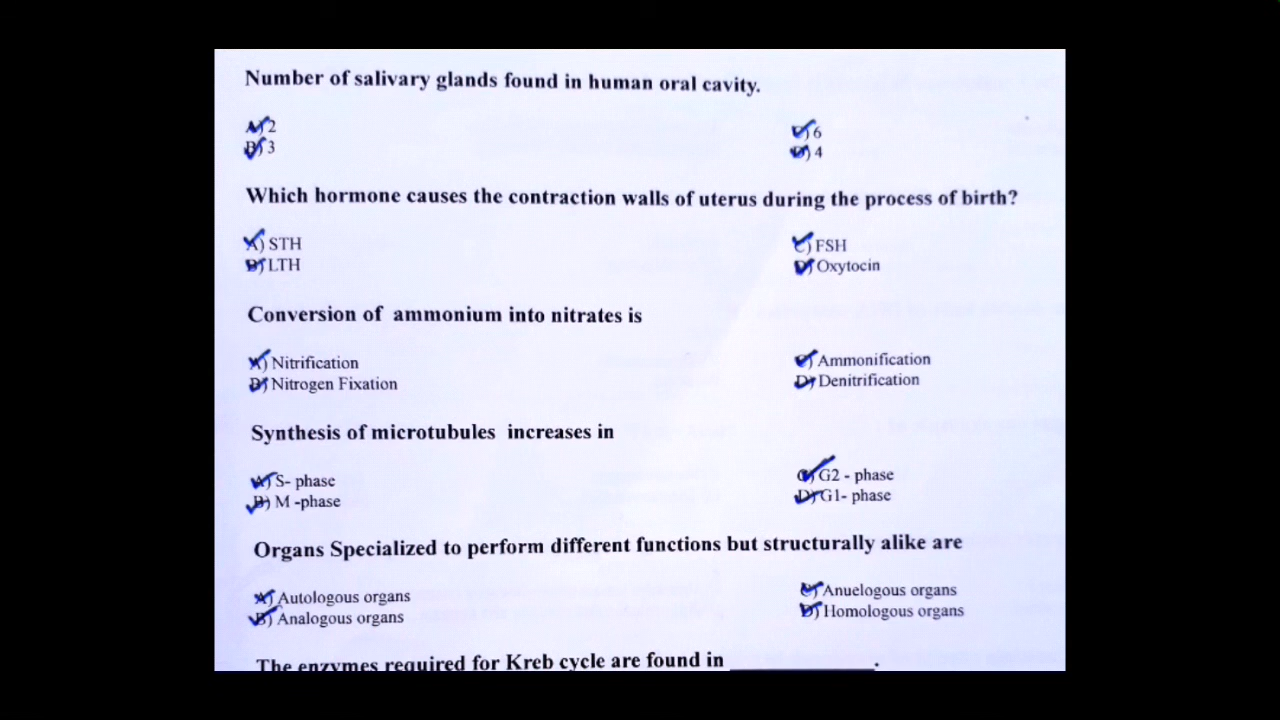 Number of salivary glands found in human oral cavity.
A) 2
B) 3
C) 6
D) 4
Which hormone causes the contraction walls of uterus during the process of birth?
A) STH
B) LTH
C) FSH
D) Oxytocin
Conversion of ammonium into nitrates is
A) Nitrification
B) Nitrogen Fixation
C) Ammonification
D) Denitrification
Synthesis of microtubules increases in
A) S- phase
B) M -phase
C) G2 - phase
D) G1- phase
Organs Specialized to perform different functions but structurally alike are
A) Autologous organs
B) Analogous organs
C) Anuelogous organs
D) Homologous organs
The enzymes required for Kreb cycle are found in ____________.